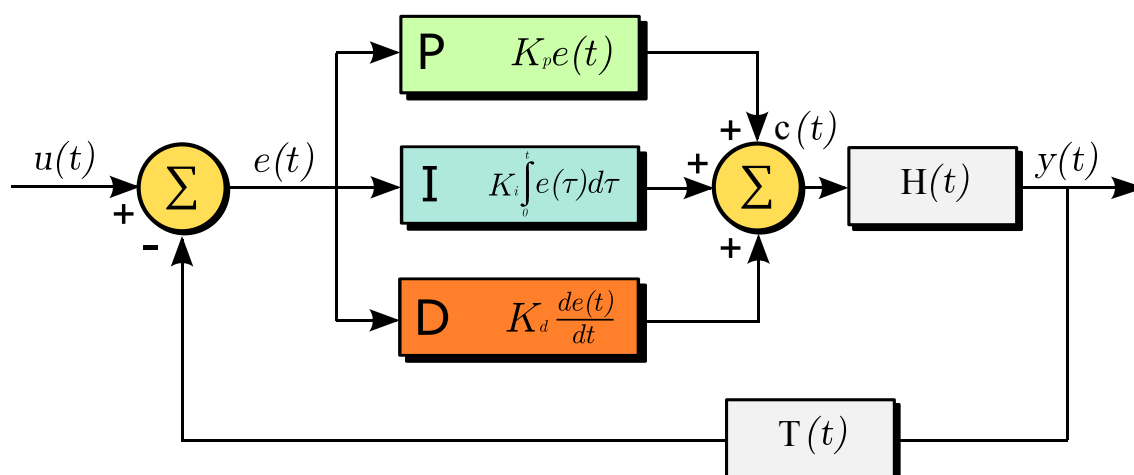 P K_p e(t)
u(t)
+
-
e(t)
Σ
I K_i ∫_0^t e(τ)dτ
D K_d de(t)/dt
+
+
+
Σ
c(t)
H(t)
y(t)
T(t)